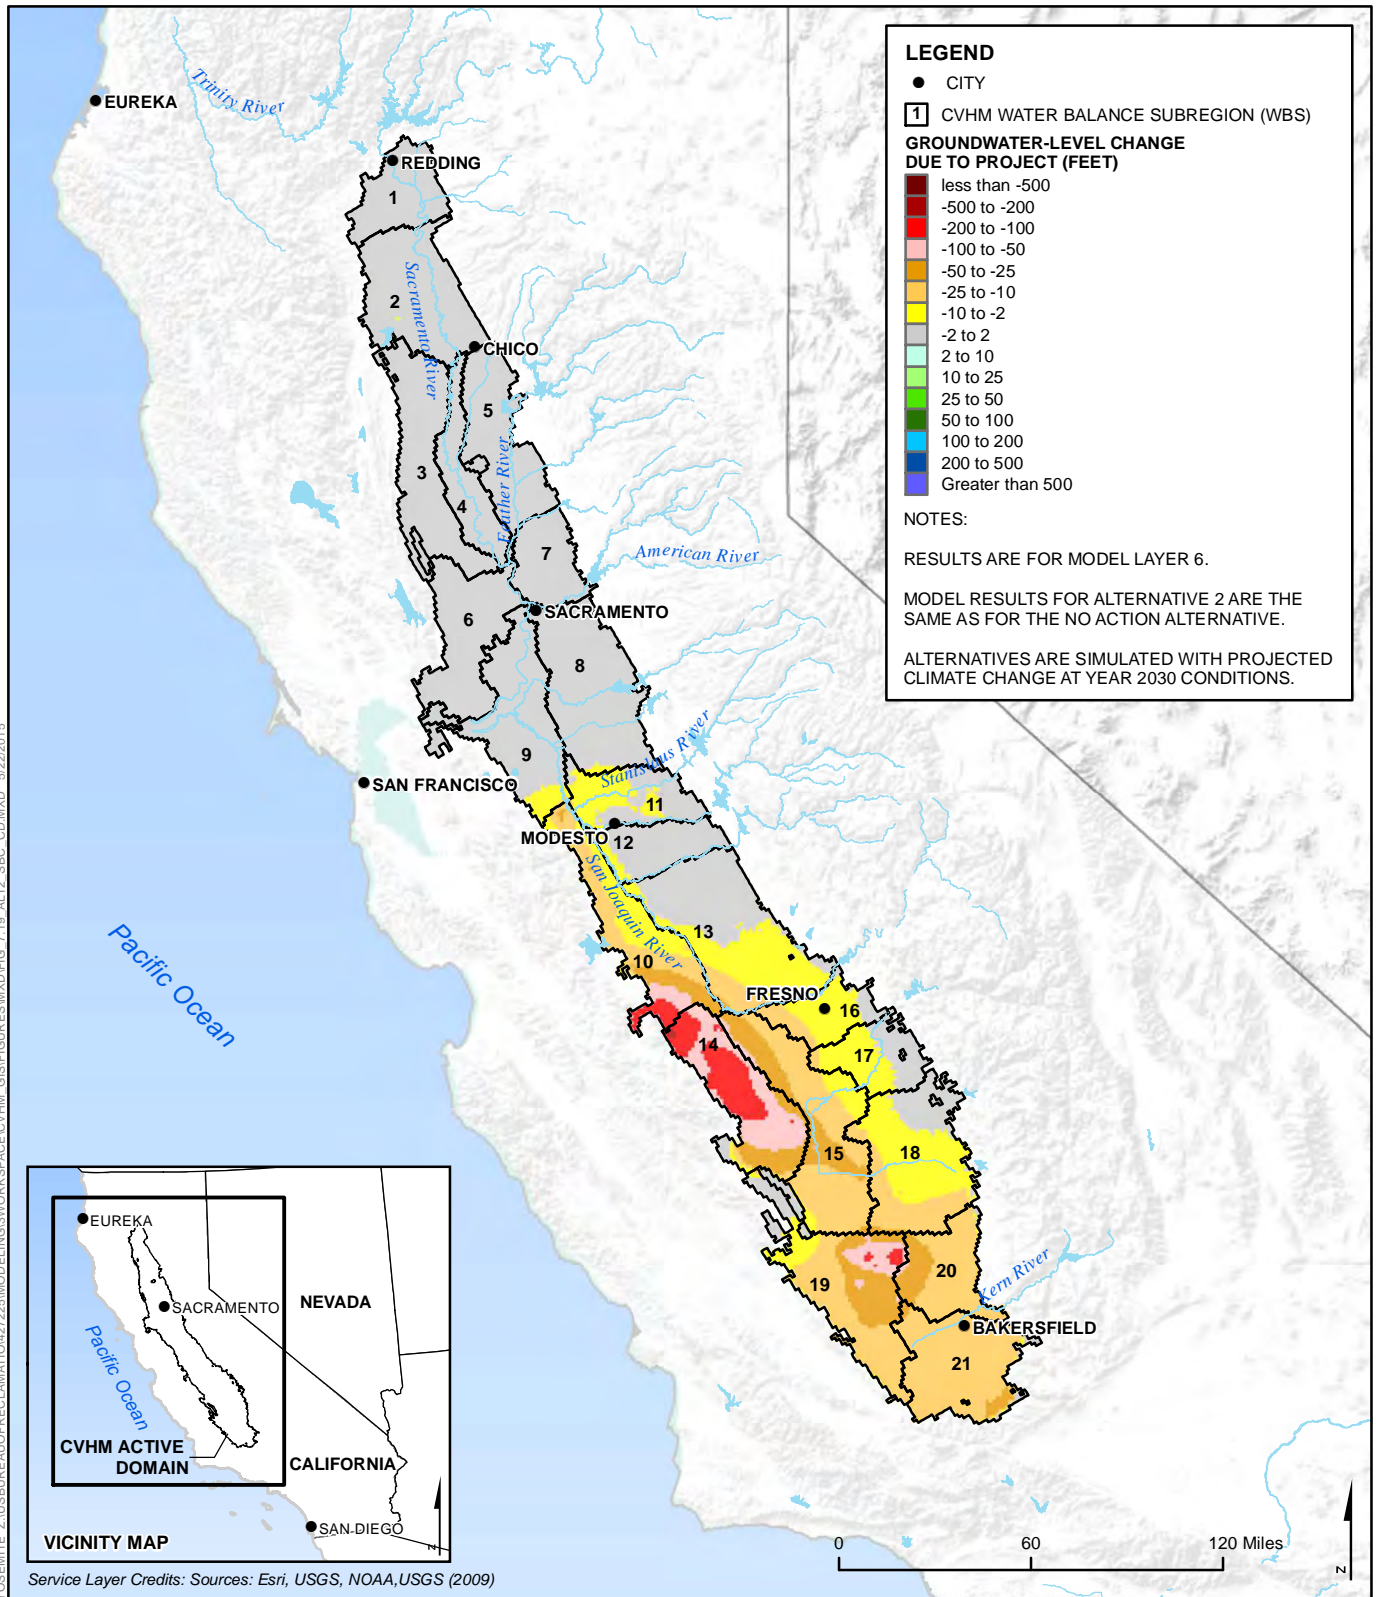 EUREKA
Trinity River
REDDING
1
2
Sacramento River
CHICO
5
3
4
Feather River
7
American River
SACRAMENTO
6
8
9
Stanislaus River
SAN FRANCISCO
11
MODESTO
12
San Joaquin River
13
10
FRESNO
16
14
17
15
18
19
20
Kern River
BAKERSFIELD
21
Pacific Ocean
LEGEND
CITY
1 CVHM WATER BALANCE SUBREGION (WBS)
GROUNDWATER-LEVEL CHANGE
DUE TO PROJECT (FEET)
less than -500
-500 to -200
-200 to -100
-100 to -50
-50 to -25
-25 to -10
-10 to -2
-2 to 2
2 to 10
10 to 25
25 to 50
50 to 100
100 to 200
200 to 500
Greater than 500
NOTES:
RESULTS ARE FOR MODEL LAYER 6.
MODEL RESULTS FOR ALTERNATIVE 2 ARE THE
SAME AS FOR THE NO ACTION ALTERNATIVE.
ALTERNATIVES ARE SIMULATED WITH PROJECTED
CLIMATE CHANGE AT YEAR 2030 CONDITIONS.
EUREKA
SACRAMENTO
NEVADA
Pacific Ocean
CVHM ACTIVE
DOMAIN
CALIFORNIA
SAN DIEGO
VICINITY MAP
Z
0 60 120 Miles
Z
Service Layer Credits: Sources: Esri, USGS, NOAA,USGS (2009)